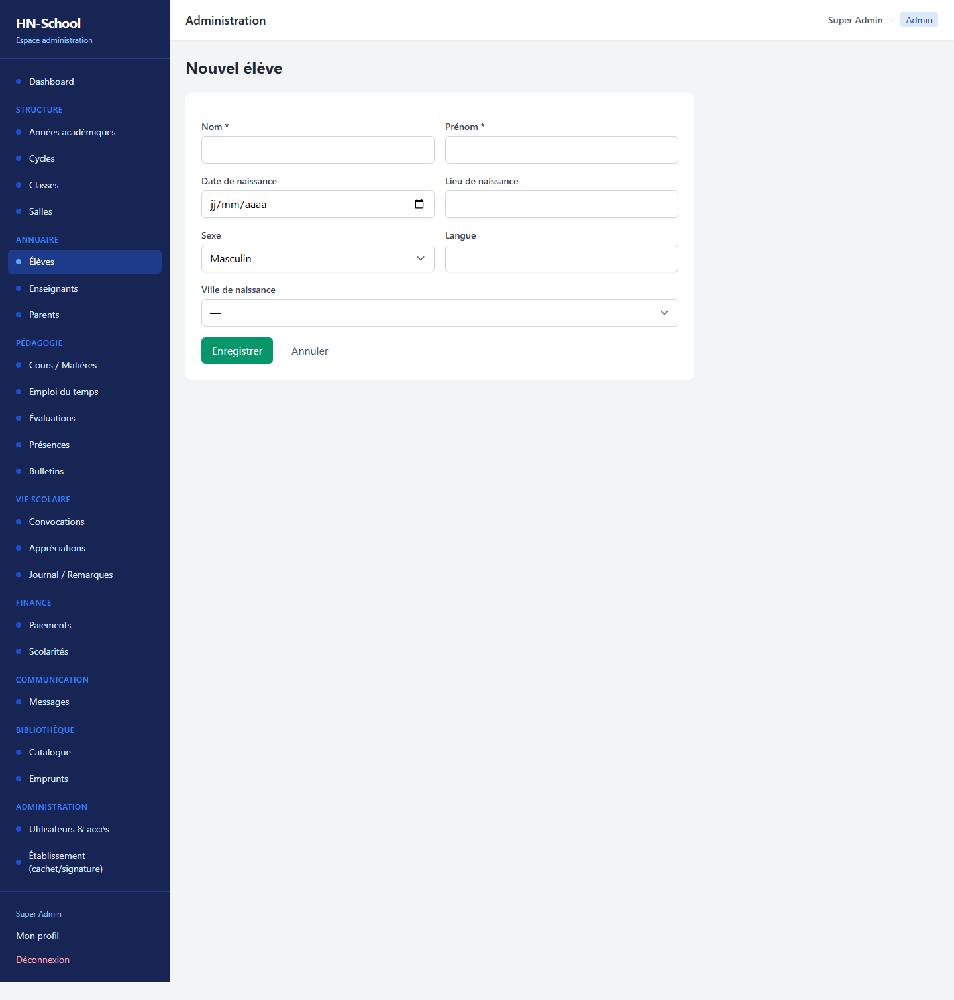 HN-School
Espace administration
Dashboard
STRUCTURE
Années académiques
Cycles
Classes
Salles
ANNUAIRE
Élèves
Enseignants
Parents
PÉDAGOGIE
Cours / Matières
Emploi du temps
Évaluations
Présences
Bulletins
VIE SCOLAIRE
Convocations
Appréciations
Journal / Remarques
FINANCE
Paiements
Scolarités
COMMUNICATION
Messages
BIBLIOTHÈQUE
Catalogue
Emprunts
ADMINISTRATION
Utilisateurs & accès
Établissement
(cachet/signature)
Super Admin
Mon profil
Déconnexion
Administration
Super Admin · Admin
Nouvel élève
Nom *
Prénom *
Date de naissance
Lieu de naissance
jj/mm/aaaa
Sexe
Langue
Masculin
Ville de naissance
—
Enregistrer
Annuler